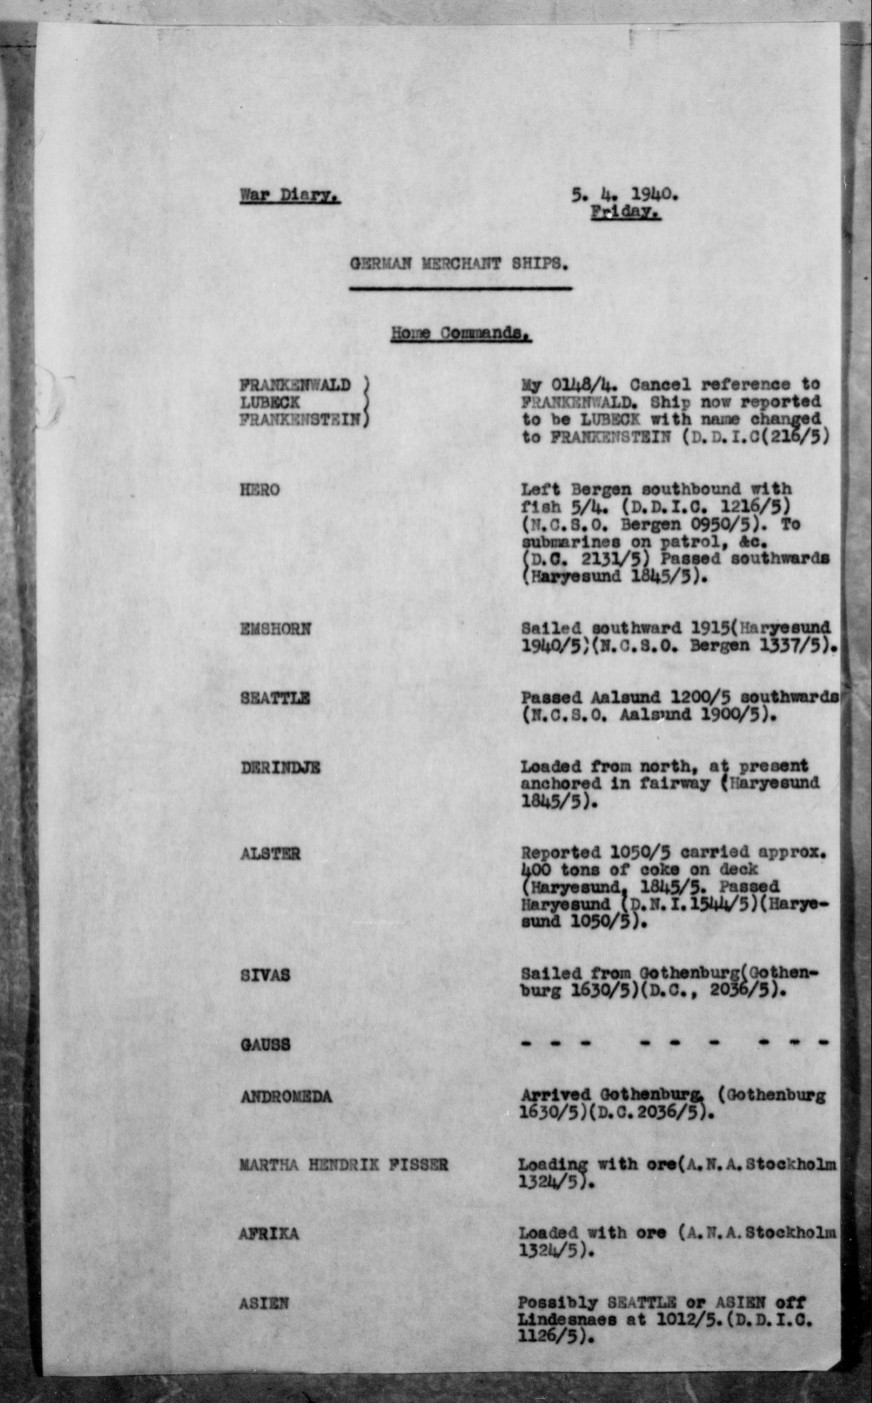 War Diary. 5. 4. 1940.
Friday.
GERMAN MERCHANT SHIPS.
Home Commands.
FRANKENWALD ) My 0148/4. Cancel reference to
LUBECK ) FRANKENWALD. Ship now reported
FRANKENSTEIN) to be LUBECK with name changed
to FRANKENSTEIN (D.D.I.C(216/5)
HERO Left Bergen southbound with
fish 5/4. (D.D.I.C. 1216/5)
(N.C.S.O. Bergen 0950/5). To
submarines on patrol, &c.
(D.C. 2131/5) Passed southwards
(Haryesund 1845/5).
EMSHORN Sailed southward 1915(Haryesund
1940/5)(N.C.S.O. Bergen 1337/5).
SEATTLE Passed Aalsund 1200/5 southwards
(N.C.S.O. Aalsund 1900/5).
DERINDJE Loaded from north, at present
anchored in fairway (Haryesund
1845/5).
ALSTER Reported 1050/5 carried approx.
400 tons of coke on deck
(Haryesund, 1845/5. Passed
Haryesund (D.N.I.1544/5)(Harye-
sund 1050/5).
SIVAS Sailed from Gothenburg(Gothen-
burg 1630/5)(D.C., 2036/5).
GAUSS - - - - - - - - -
ANDROMEDA Arrived Gothenburg. (Gothenburg
1630/5)(D.C.2036/5).
MARTHA HENDRIK FISSER Loading with ore(A.N.A.Stockholm
1324/5).
AFRIKA Loaded with ore (A.N.A.Stockholm
1324/5).
ASIEN Possibly SEATTLE or ASIEN off
Lindesnaes at 1012/5.(D.D.I.C.
1126/5).